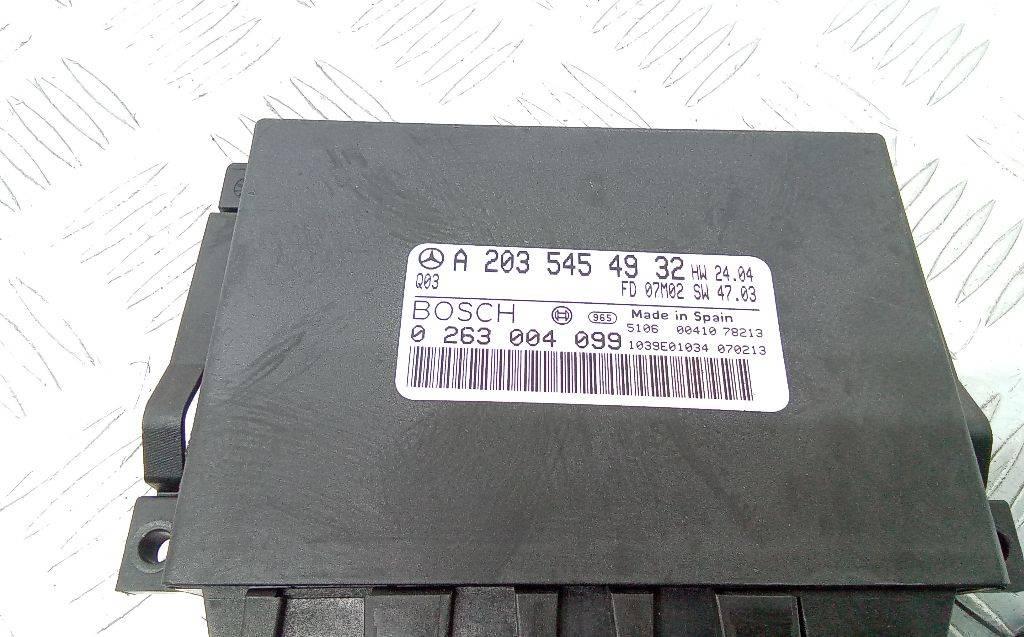 A 203 545 49 32 HW 24.04
Q03 FD 07M02 SW 47.03
BOSCH 965 Made in Spain
5106 00410 78213
0 263 004 099 1039E01034 070213